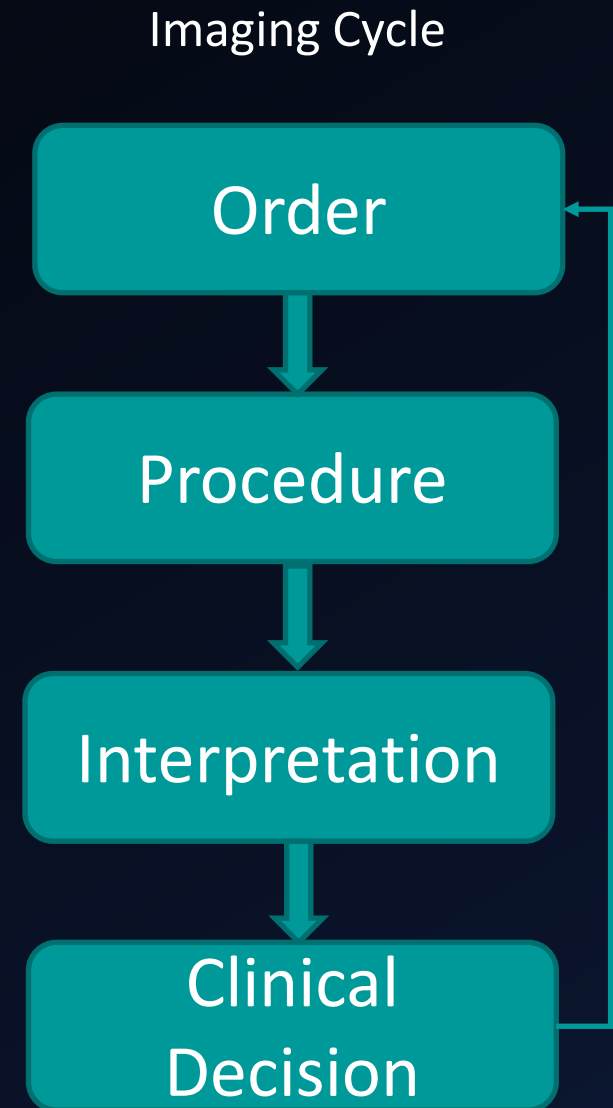 Imaging Cycle
Order
Procedure
Interpretation
Clinical
Decision